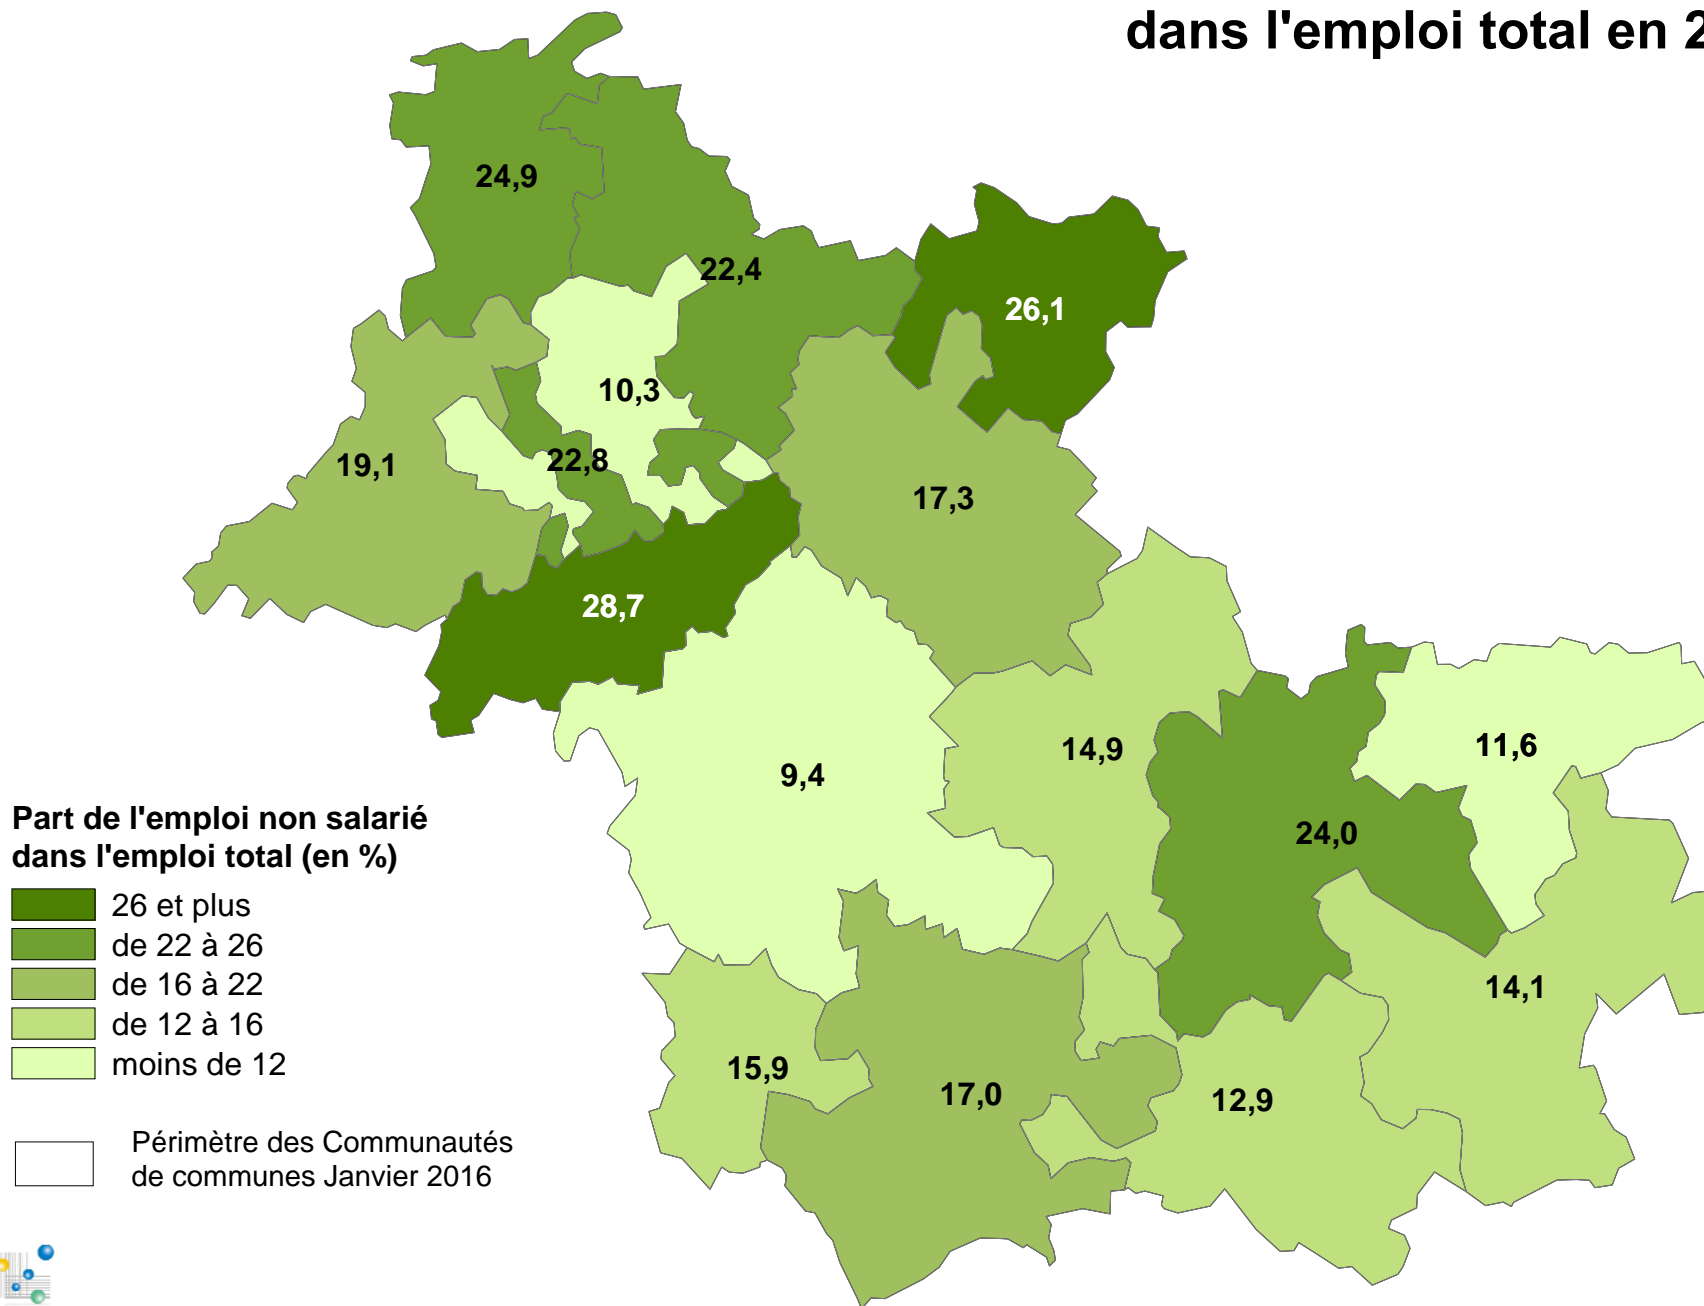 dans l'emploi total en 2
24,9
22,4
26,1
10,3
19,1
22,8
17,3
28,7
14,9
11,6
9,4
24,0
14,1
15,9
17,0
12,9
Part de l'emploi non salarié
dans l'emploi total (en %)
26 et plus
de 22 à 26
de 16 à 22
de 12 à 16
moins de 12
Périmètre des Communautés
de communes Janvier 2016